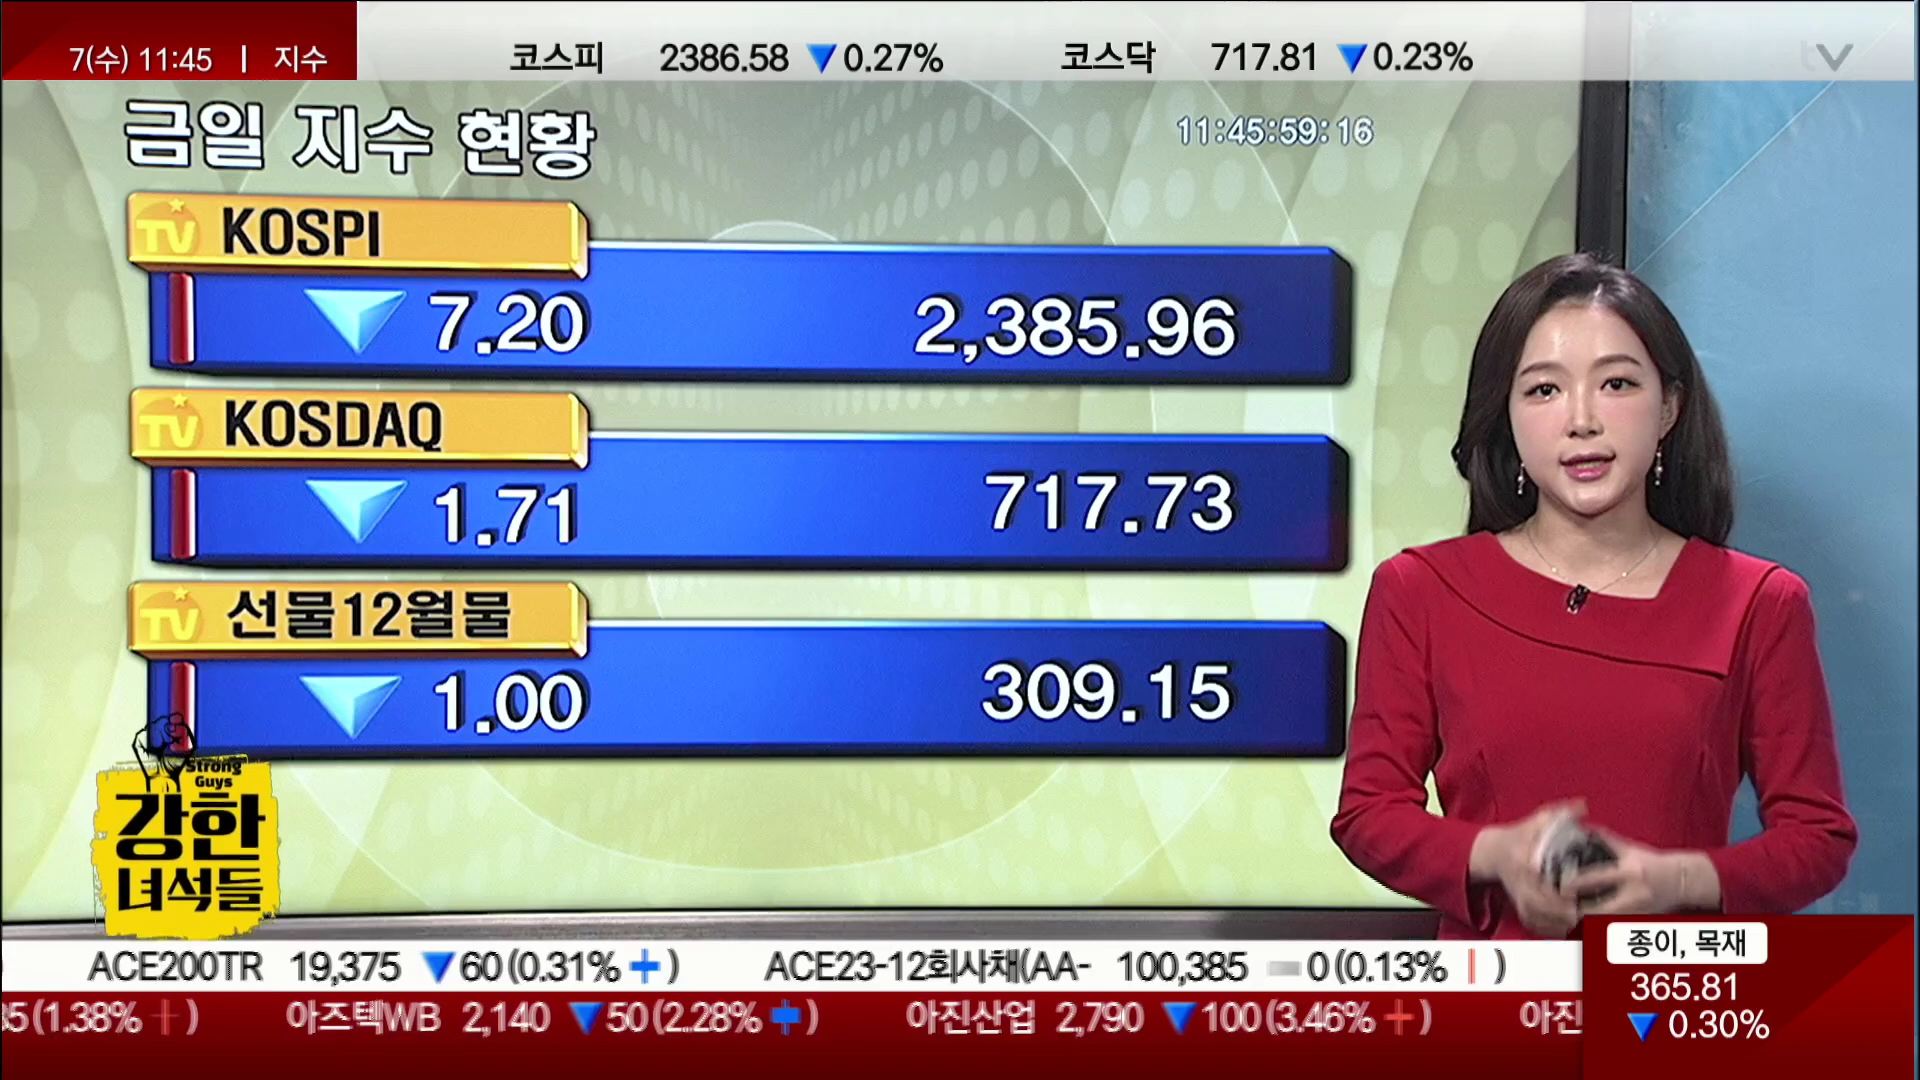 7(수) 11:45 | 지수
코스피 2386.58 ▼0.27% 코스닥 717.81 ▼0.23%
tv
금일 지수 현황
11:45:59:16
TV KOSPI
▼ 7.20 2,385.96
TV KOSDAQ
▼ 1.71 717.73
TV 선물12월물
▼ 1.00 309.15
Strong
Guys
강한
녀석들
ACE200TR 19,375 ▼60(0.31% ) ACE23-12회사채(AA- 100,385 0(0.13% )
종이, 목재
365.81
▼ 0.30%
35(1.38% ) 아즈텍WB 2,140 ▼50(2.28% ) 아진산업 2,790 ▼100(3.46% ) 아진